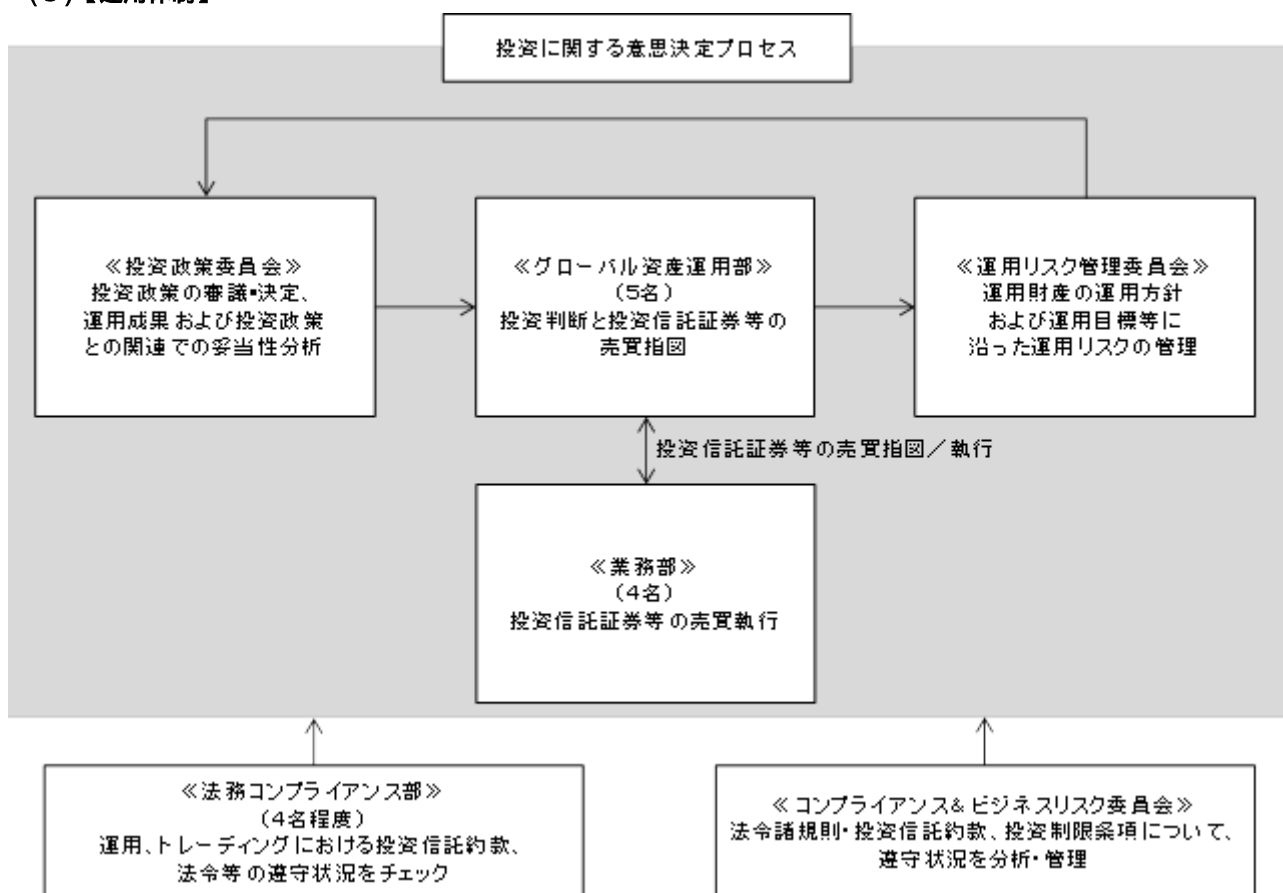 (3)【運用体制】
投資に関する意思決定プロセス
≪投資政策委員会≫
投資政策の審議・決定、
運用成果および投資政策
との関連での妥当性分析
≪グローバル資産運用部≫
(5名)
投資判断と投資信託証券等の
売買指図
≪運用リスク管理委員会≫
運用財産の運用方針
および運用目標等に
沿った運用リスクの管理
投資信託証券等の売買指図/執行
≪業務部≫
(4名)
投資信託証券等の売買執行
≪法務コンプライアンス部≫
(4名程度)
運用、トレーディングにおける投資信託約款、
法令等の遵守状況をチェック
≪コンプライアンス&ビジネスリスク委員会≫
法令諸規則・投資信託約款、投資制限条項について、
遵守状況を分析・管理